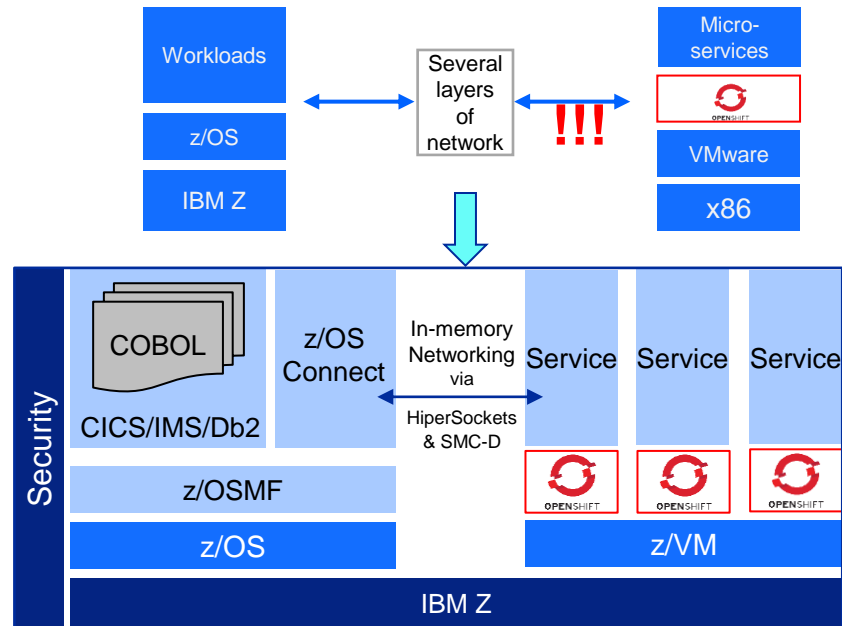 Workloads
z/OS
IBM Z
Several
layers
of
network
!!!
Micro-
services
OPENSHIFT
VMware
x86
Security
COBOL
CICS/IMS/Db2
z/OS
Connect
z/OSMF
z/OS
In-memory
Networking
via
HiperSockets
& SMC-D
Service
Service
Service
OPENSHIFT
OPENSHIFT
OPENSHIFT
z/VM
IBM Z